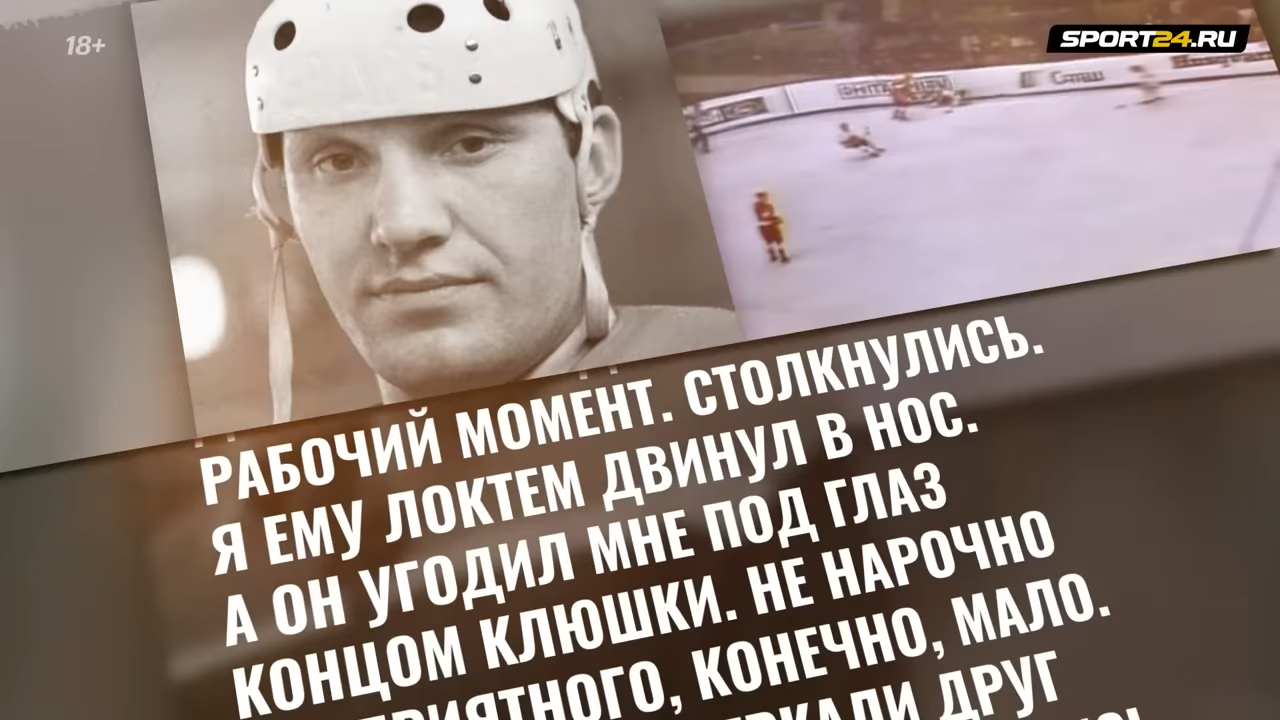 18+
SPORT24.RU
РАБОЧИЙ МОМЕНТ. СТОЛКНУЛИСЬ.
Я ЕМУ ЛОКТЕМ ДВИНУЛ В НОС.
А ОН УГОДИЛ МНЕ ПОД ГЛАЗ
КОНЦОМ КЛЮШКИ. НЕ НАРОЧНО
КОНЕЧНО, МАЛО.
ДРУГ